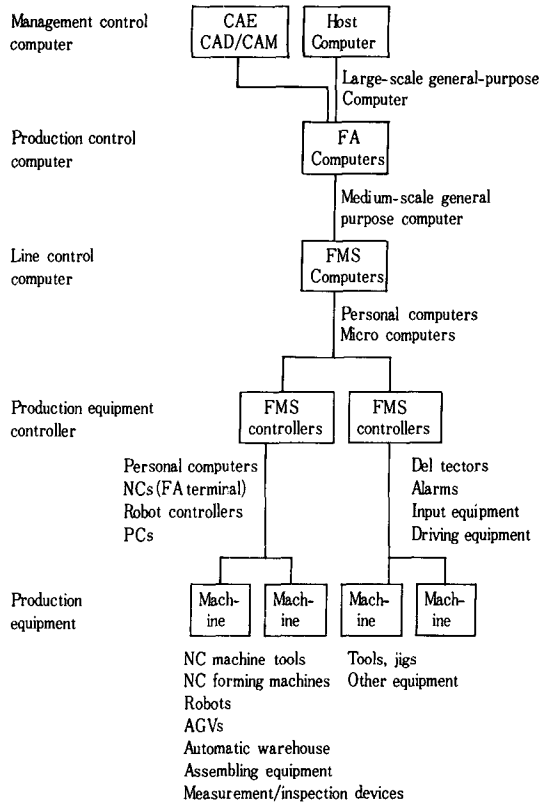 Management control
computer
CAE
CAD/CAM
Host
Computer
Large-scale general-purpose
Computer
Production control
computer
FA
Computers
Medium-scale general
purpose computer
Line control
computer
FMS
Computers
Personal computers
Micro computers
Production equipment
controller
FMS
controllers
FMS
controllers
Personal computers
NCs(FA terminal)
Robot controllers
PCs
Del tectors
Alarms
Input equipment
Driving equipment
Production
equipment
Mach-
ine
Mach-
ine
Mach-
ine
Mach-
ine
NC machine tools
NC forming machines
Robots
AGVs
Automatic warehouse
Assembling equipment
Measurement/inspection devices
Tools, jigs
Other equipment